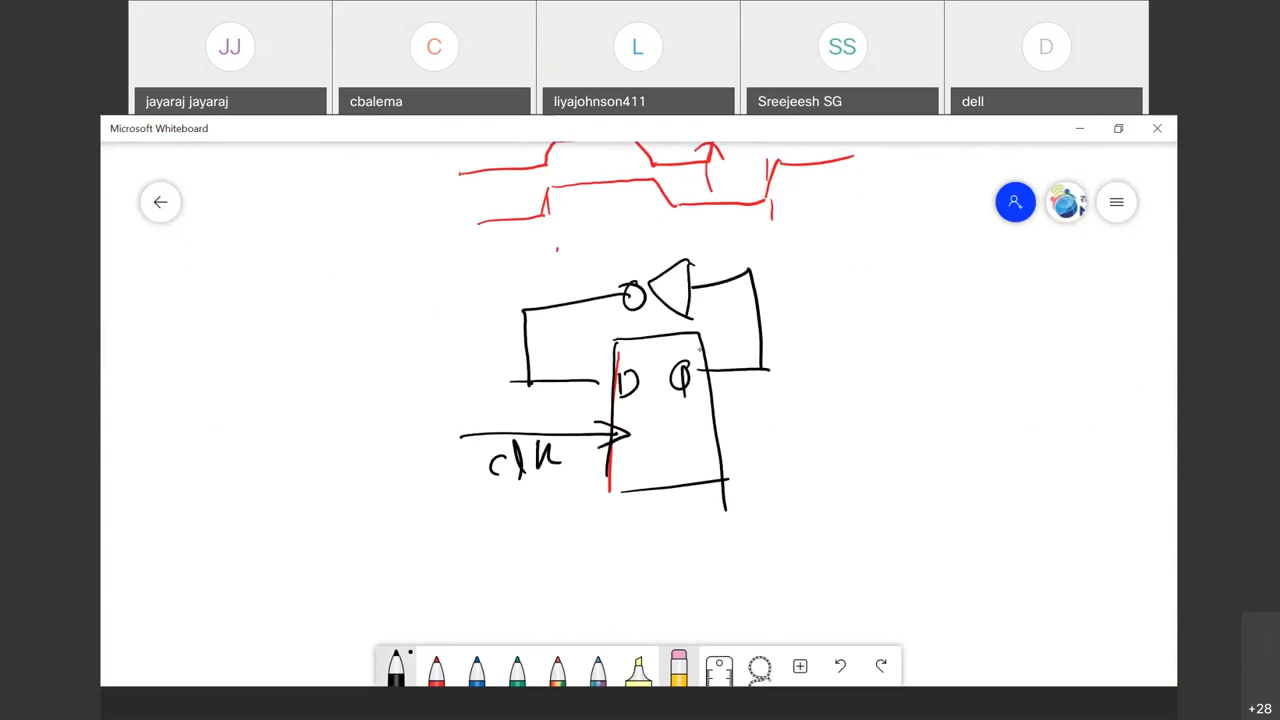 JJ C L SS D
jayaraj jayaraj cbalema liyajohnson411 Sreejeesh SG dell
Microsoft Whiteboard
D Q
clk
+28